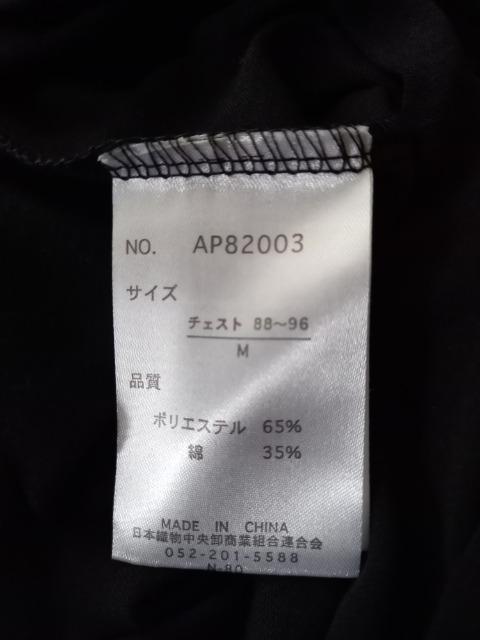 NO. AP82003
サイズ
チェスト 88～96
M
品質
ポリエステル 65%
綿 35%
MADE IN CHINA
日本織物中央卸商業組合連合会
052-201-5588
N-80